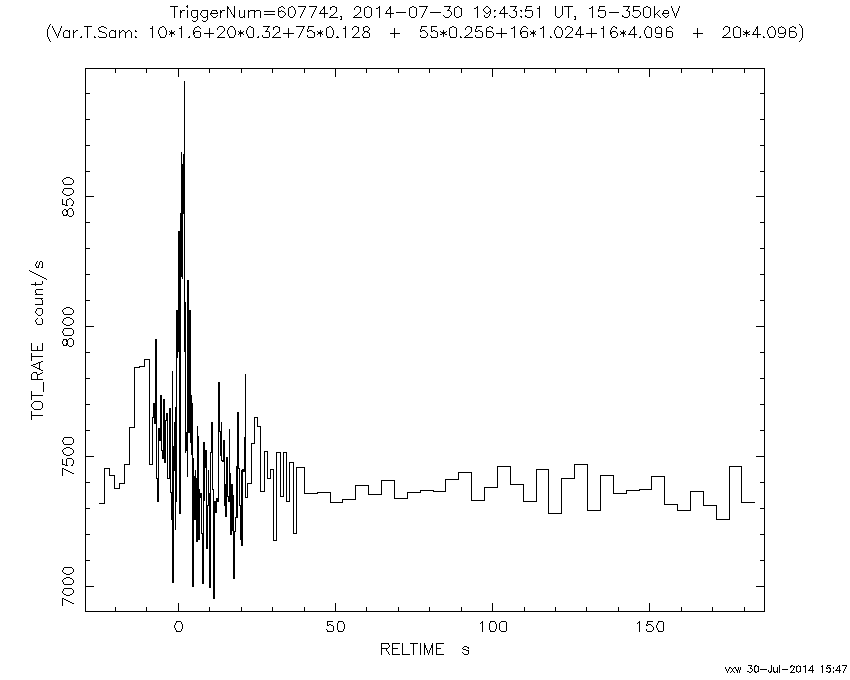 TriggerNum=607742, 2014-07-30 19:43:51 UT, 15-350keV
(Var.T.Sam: 10*1.6+20*0.32+75*0.128 + 55*0.256+16*1.024+16*4.096 + 20*4.096)
TOT_RATE count/s
8500
8000
7500
7000
0 50 100 150
RELTIME s
vxw 30-Jul-2014 15:47